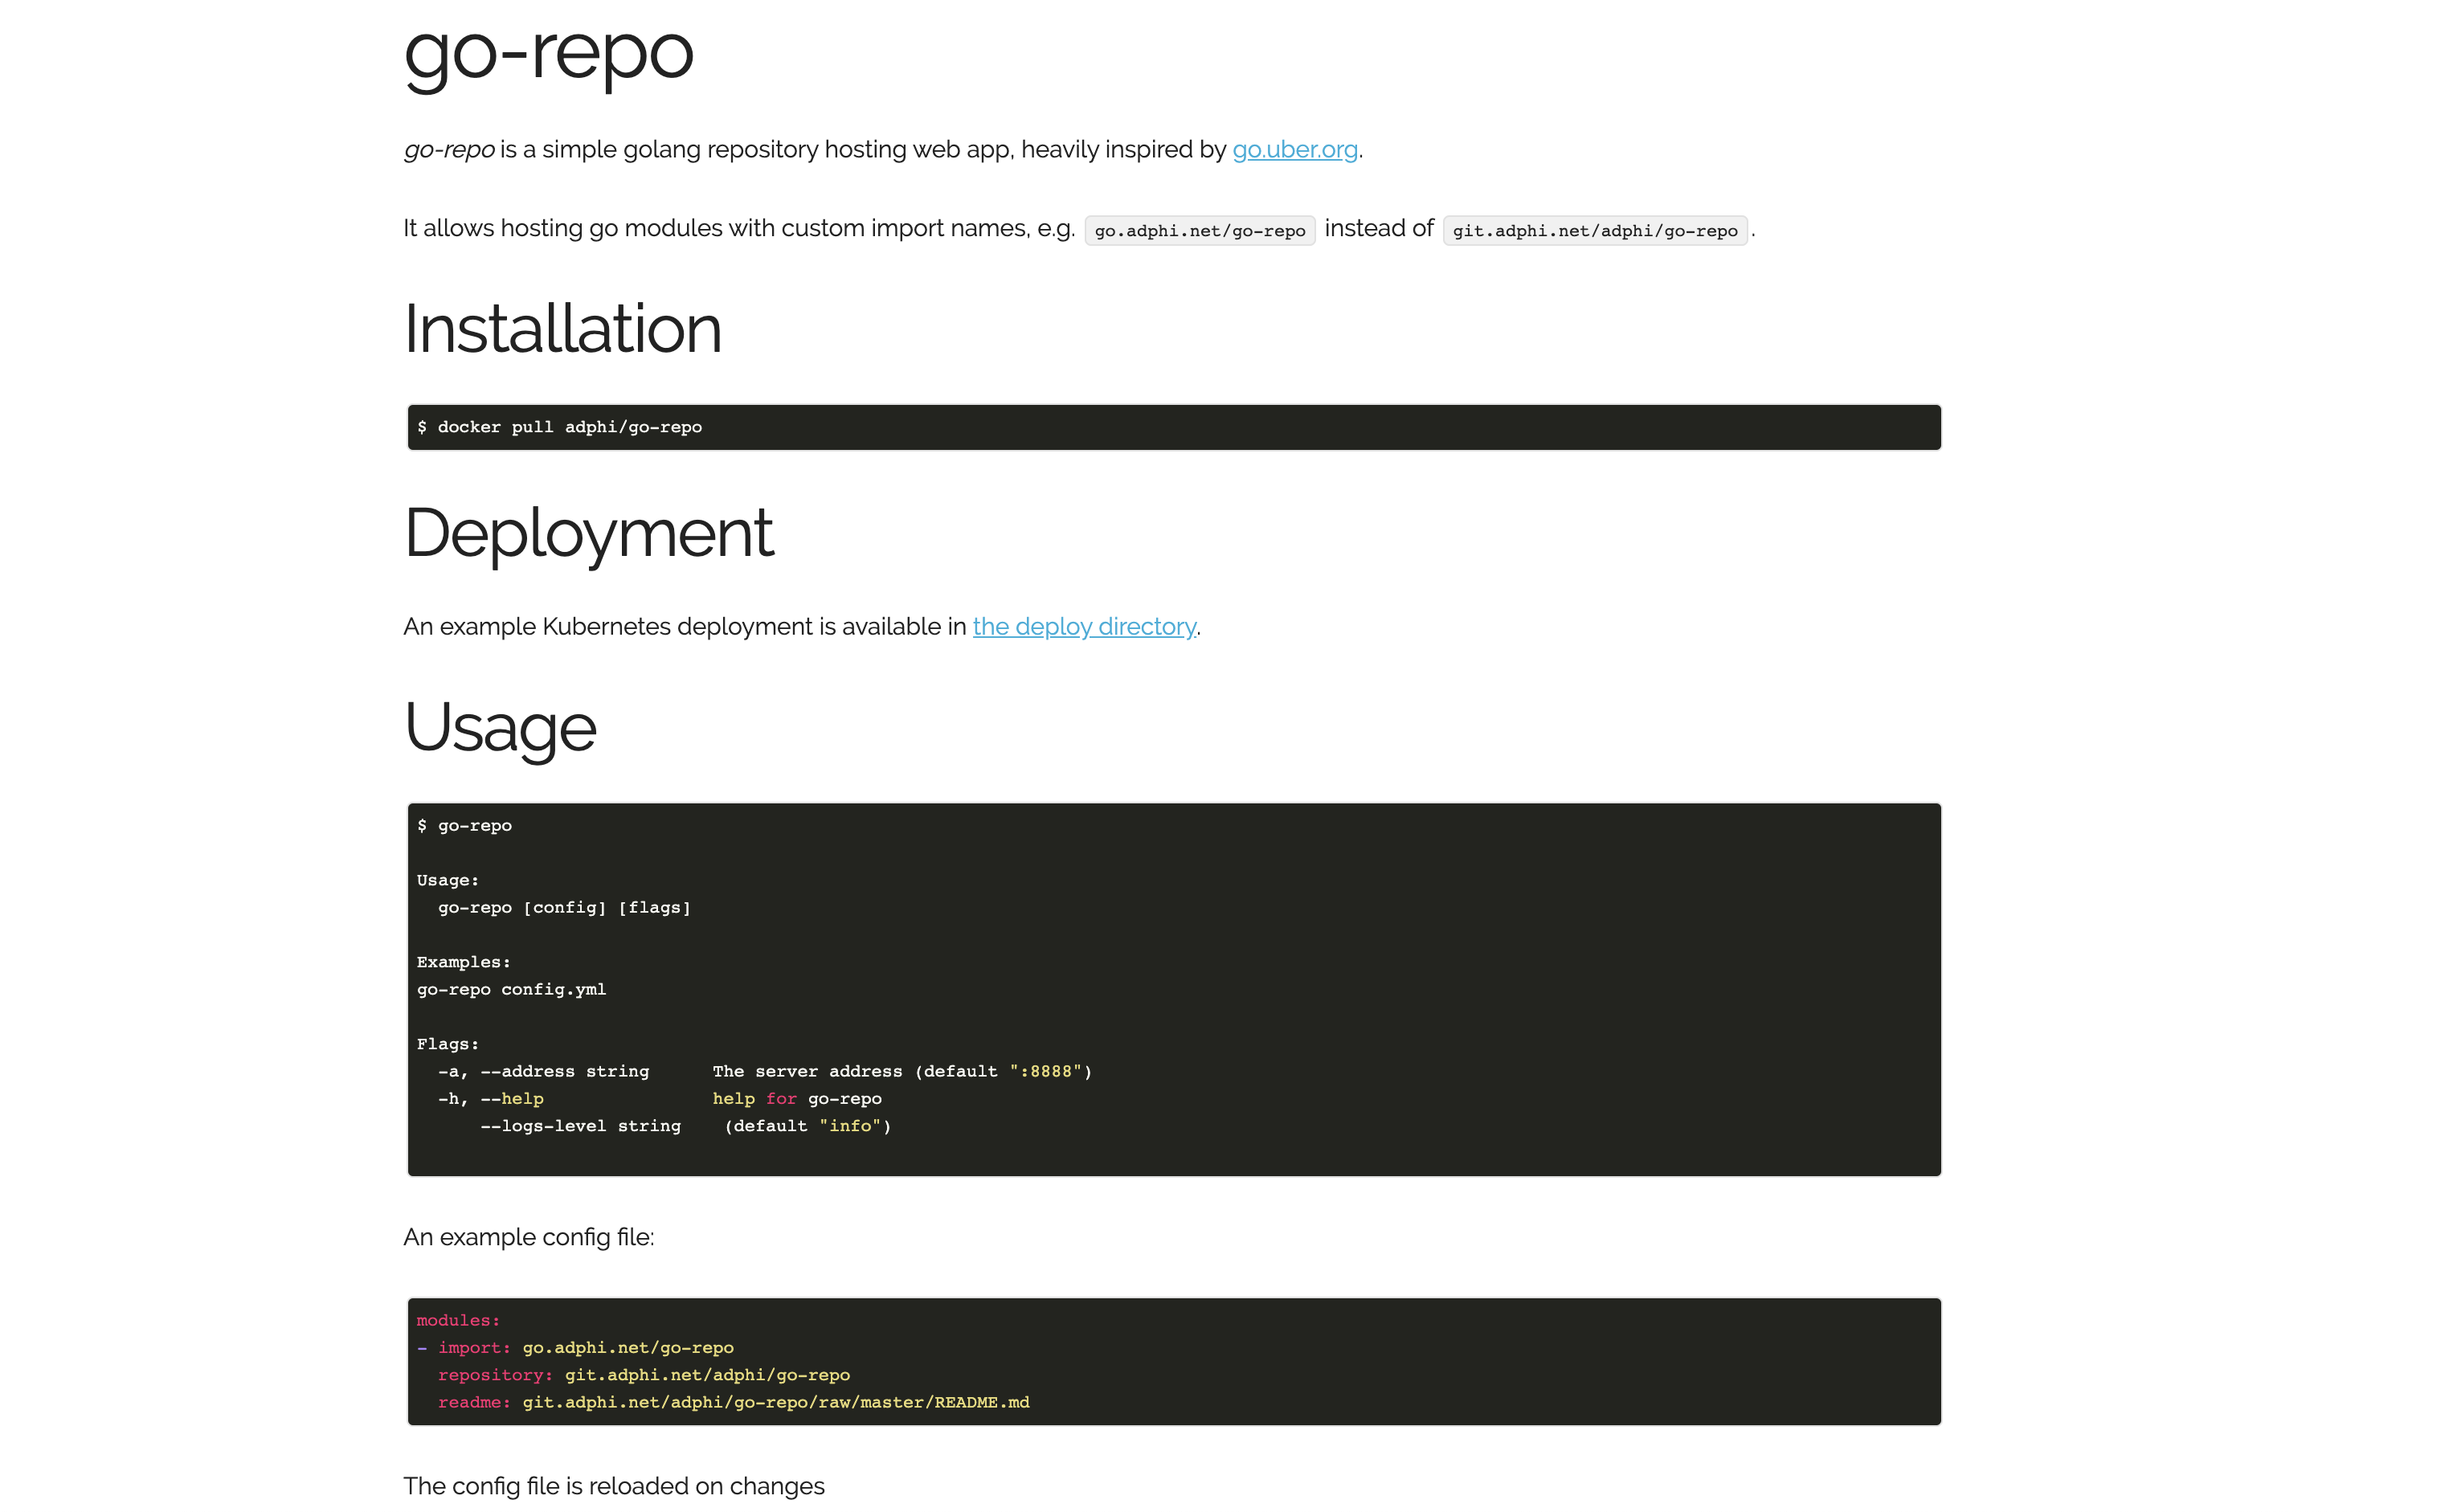 go-repo
go-repo is a simple golang repository hosting web app, heavily inspired by go.uber.org.
It allows hosting go modules with custom import names, e.g. go.adphi.net/go-repo instead of git.adphi.net/adphi/go-repo.
Installation
$ docker pull adphi/go-repo
Deployment
An example Kubernetes deployment is available in the deploy directory.
Usage
$ go-repo
Usage:
  go-repo [config] [flags]
Examples:
go-repo config.yml
Flags:
  -a, --address string      The server address (default ":8888")
  -h, --help                help for go-repo
      --logs-level string    (default "info")
An example config file:
modules:
- import: go.adphi.net/go-repo
  repository: git.adphi.net/adphi/go-repo
  readme: git.adphi.net/adphi/go-repo/raw/master/README.md
The config file is reloaded on changes